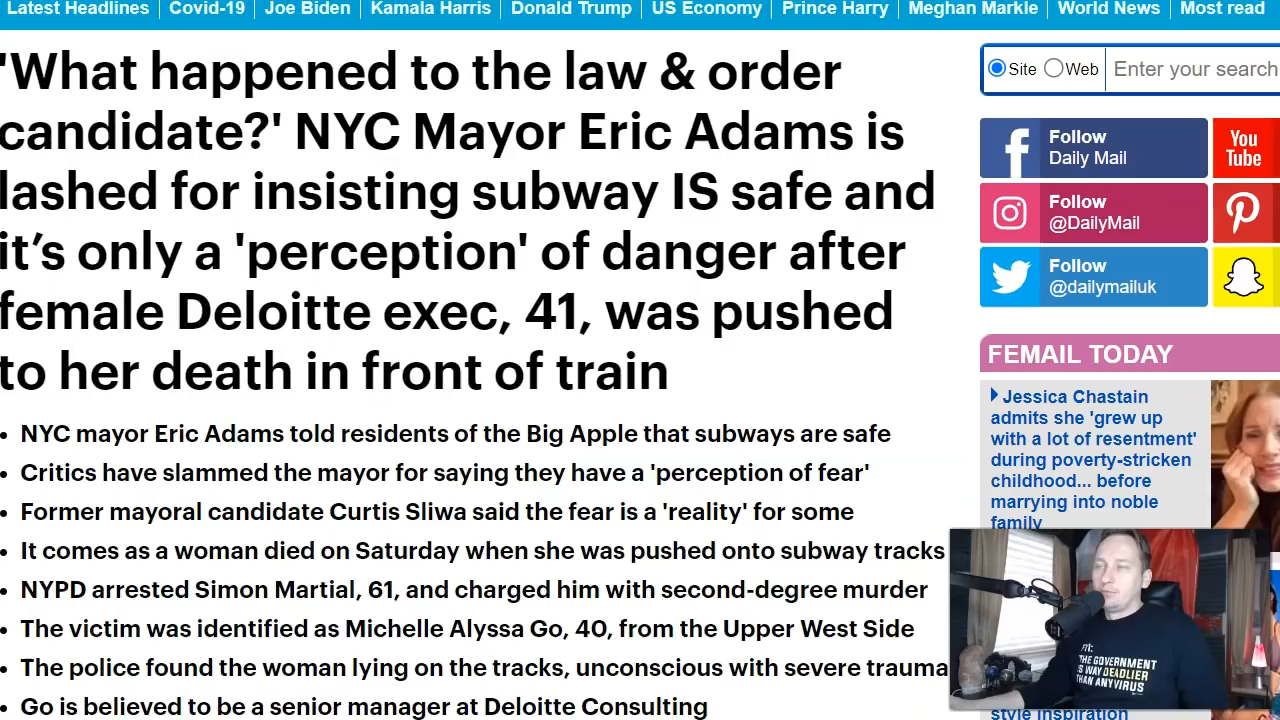 Latest Headlines | Covid-19 | Joe Biden | Kamala Harris | Donald Trump | US Economy | Prince Harry | Meghan Markle | World News | Most read
'What happened to the law & order
candidate?' NYC Mayor Eric Adams is
lashed for insisting subway IS safe and
it’s only a 'perception' of danger after
female Deloitte exec, 41, was pushed
to her death in front of train
• NYC mayor Eric Adams told residents of the Big Apple that subways are safe
• Critics have slammed the mayor for saying they have a 'perception of fear'
• Former mayoral candidate Curtis Sliwa said the fear is a 'reality' for some
• It comes as a woman died on Saturday when she was pushed onto subway tracks
• NYPD arrested Simon Martial, 61, and charged him with second-degree murder
• The victim was identified as Michelle Alyssa Go, 40, from the Upper West Side
• The police found the woman lying on the tracks, unconscious with severe trauma
• Go is believed to be a senior manager at Deloitte Consulting
Site Web Enter your search
Follow
Daily Mail
You
Tube
Follow
@DailyMail
Follow
@dailymailuk
FEMAIL TODAY
Jessica Chastain
admits she 'grew up
with a lot of resentment'
during poverty-stricken
childhood... before
marrying into noble
family
THE GOVERNMENT
IS WAY DEADLIER
THAN ANY VIRUS
style inspiration